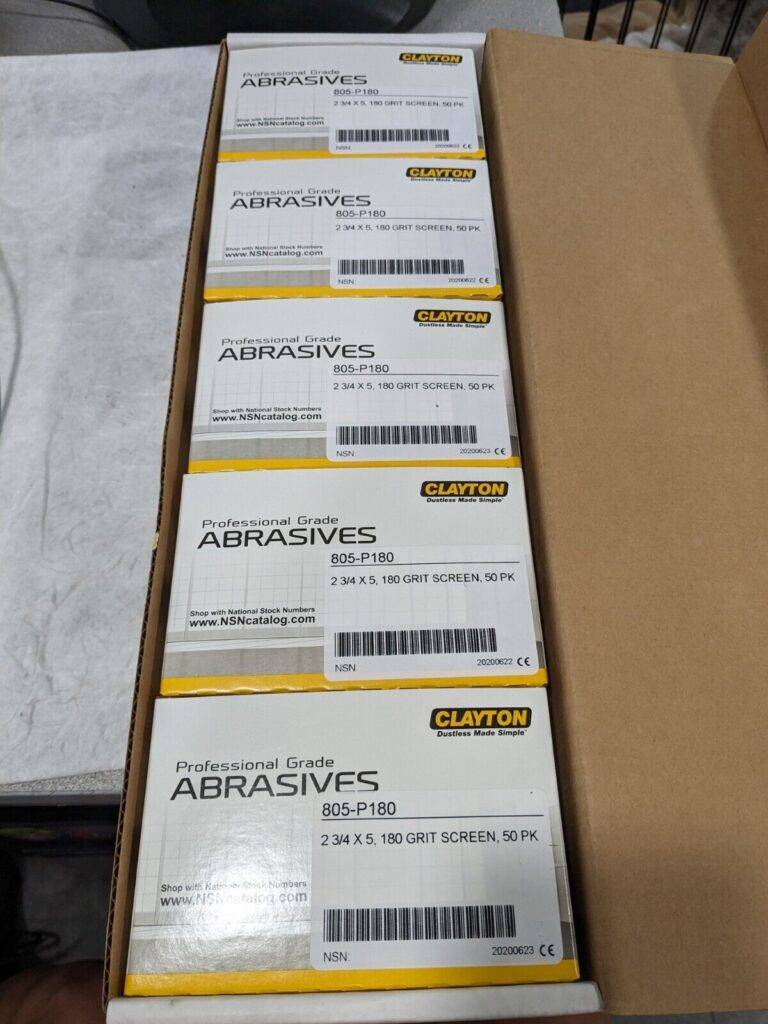 CLAYTON
Dustless Made Simple
Professional Grade
ABRASIVES
805-P180
2 3/4 X 5, 180 GRIT SCREEN, 50 PK
Shop with National Stock Numbers
www.NSNcatalog.com
NSN: 20200623 CE
CLAYTON
Dustless Made Simple
Professional Grade
ABRASIVES
805-P180
2 3/4 X 5, 180 GRIT SCREEN, 50 PK
Shop with National Stock Numbers
www.NSNcatalog.com
NSN: 20200622 CE
CLAYTON
Dustless Made Simple
Professional Grade
ABRASIVES
805-P180
2 3/4 X 5, 180 GRIT SCREEN, 50 PK
Shop with National Stock Numbers
www.NSNcatalog.com
NSN: 20200623 CE
CLAYTON
Dustless Made Simple
Professional Grade
ABRASIVES
805-P180
2 3/4 X 5, 180 GRIT SCREEN, 50 PK
Shop with National Stock Numbers
www.NSNcatalog.com
NSN: 20200622 CE
CLAYTON
Dustless Made Simple
Professional Grade
ABRASIVES
805-P180
2 3/4 X 5, 180 GRIT SCREEN, 50 PK
Shop with National Stock Numbers
www.NSNcatalog.com
NSN: 20200623 CE